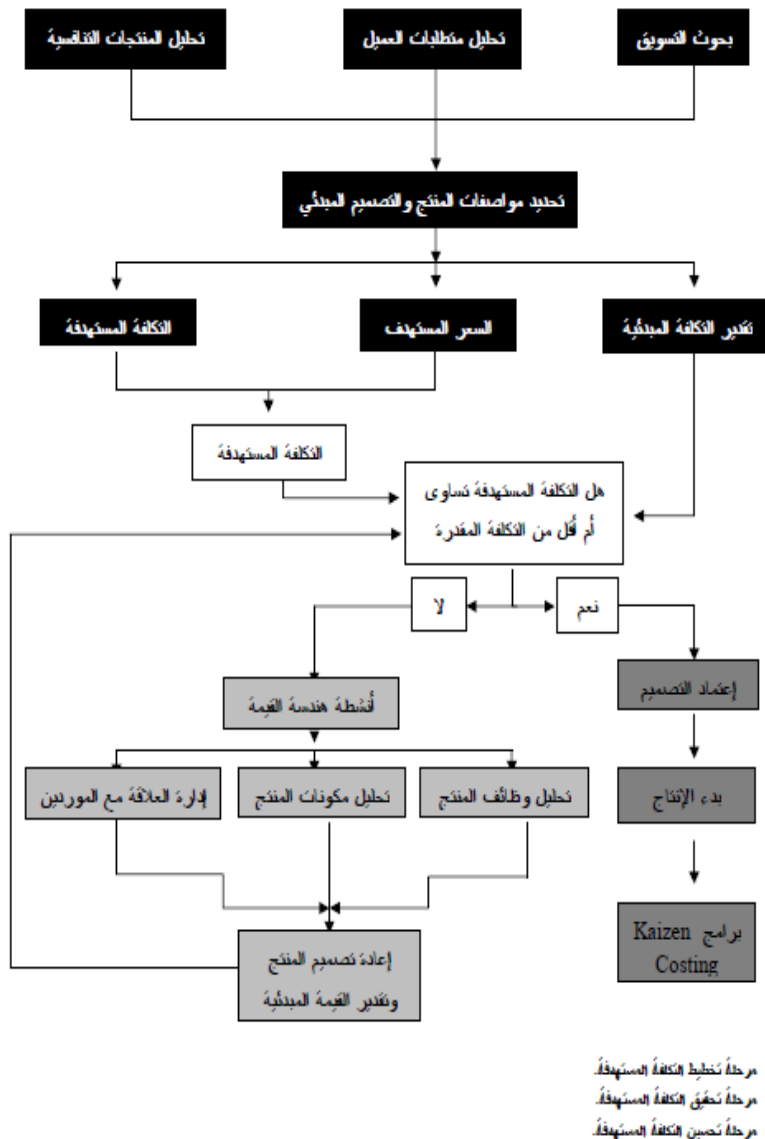 بحوث التسويق
تحليل متطلبات العميل
تحليل المنتجات التنافسية
تحديد مواصفات المنتج والتصميم المبدئي
تقدير التكلفة المبدئية
السعر المستهدف
التكلفة المستهدفة
التكلفة المستهدفة
هل التكلفة المستهدفة تساوى
أم أقل من التكلفة المقدرة
نعم
لا
إعتماد التصميم
أنشطة هندسة القيمة
بدء الإنتاج
تحليل وظائف المنتج
تحليل مكونات المنتج
إدارة العلاقة مع الموردين
برامج Kaizen
Costing
إعادة تصميم المنتج
وتقدير القيمة المبدئية
مرحلة تخطيط التكلفة المستهدفة.
مرحلة تحقيق التكلفة المستهدفة.
مرحلة تحسين التكلفة المستهدفة.